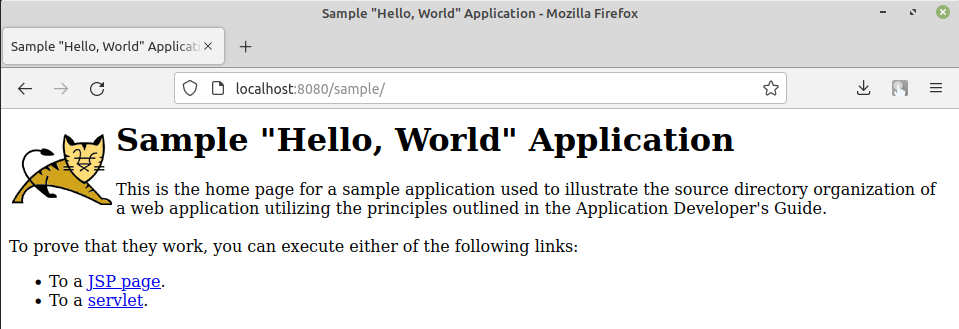 Sample "Hello, World" Application - Mozilla Firefox
Sample "Hello, World" Applicati
localhost:8080/sample/
Sample "Hello, World" Application
This is the home page for a sample application used to illustrate the source directory organization of
a web application utilizing the principles outlined in the Application Developer's Guide.
To prove that they work, you can execute either of the following links:
• To a JSP page.
• To a servlet.